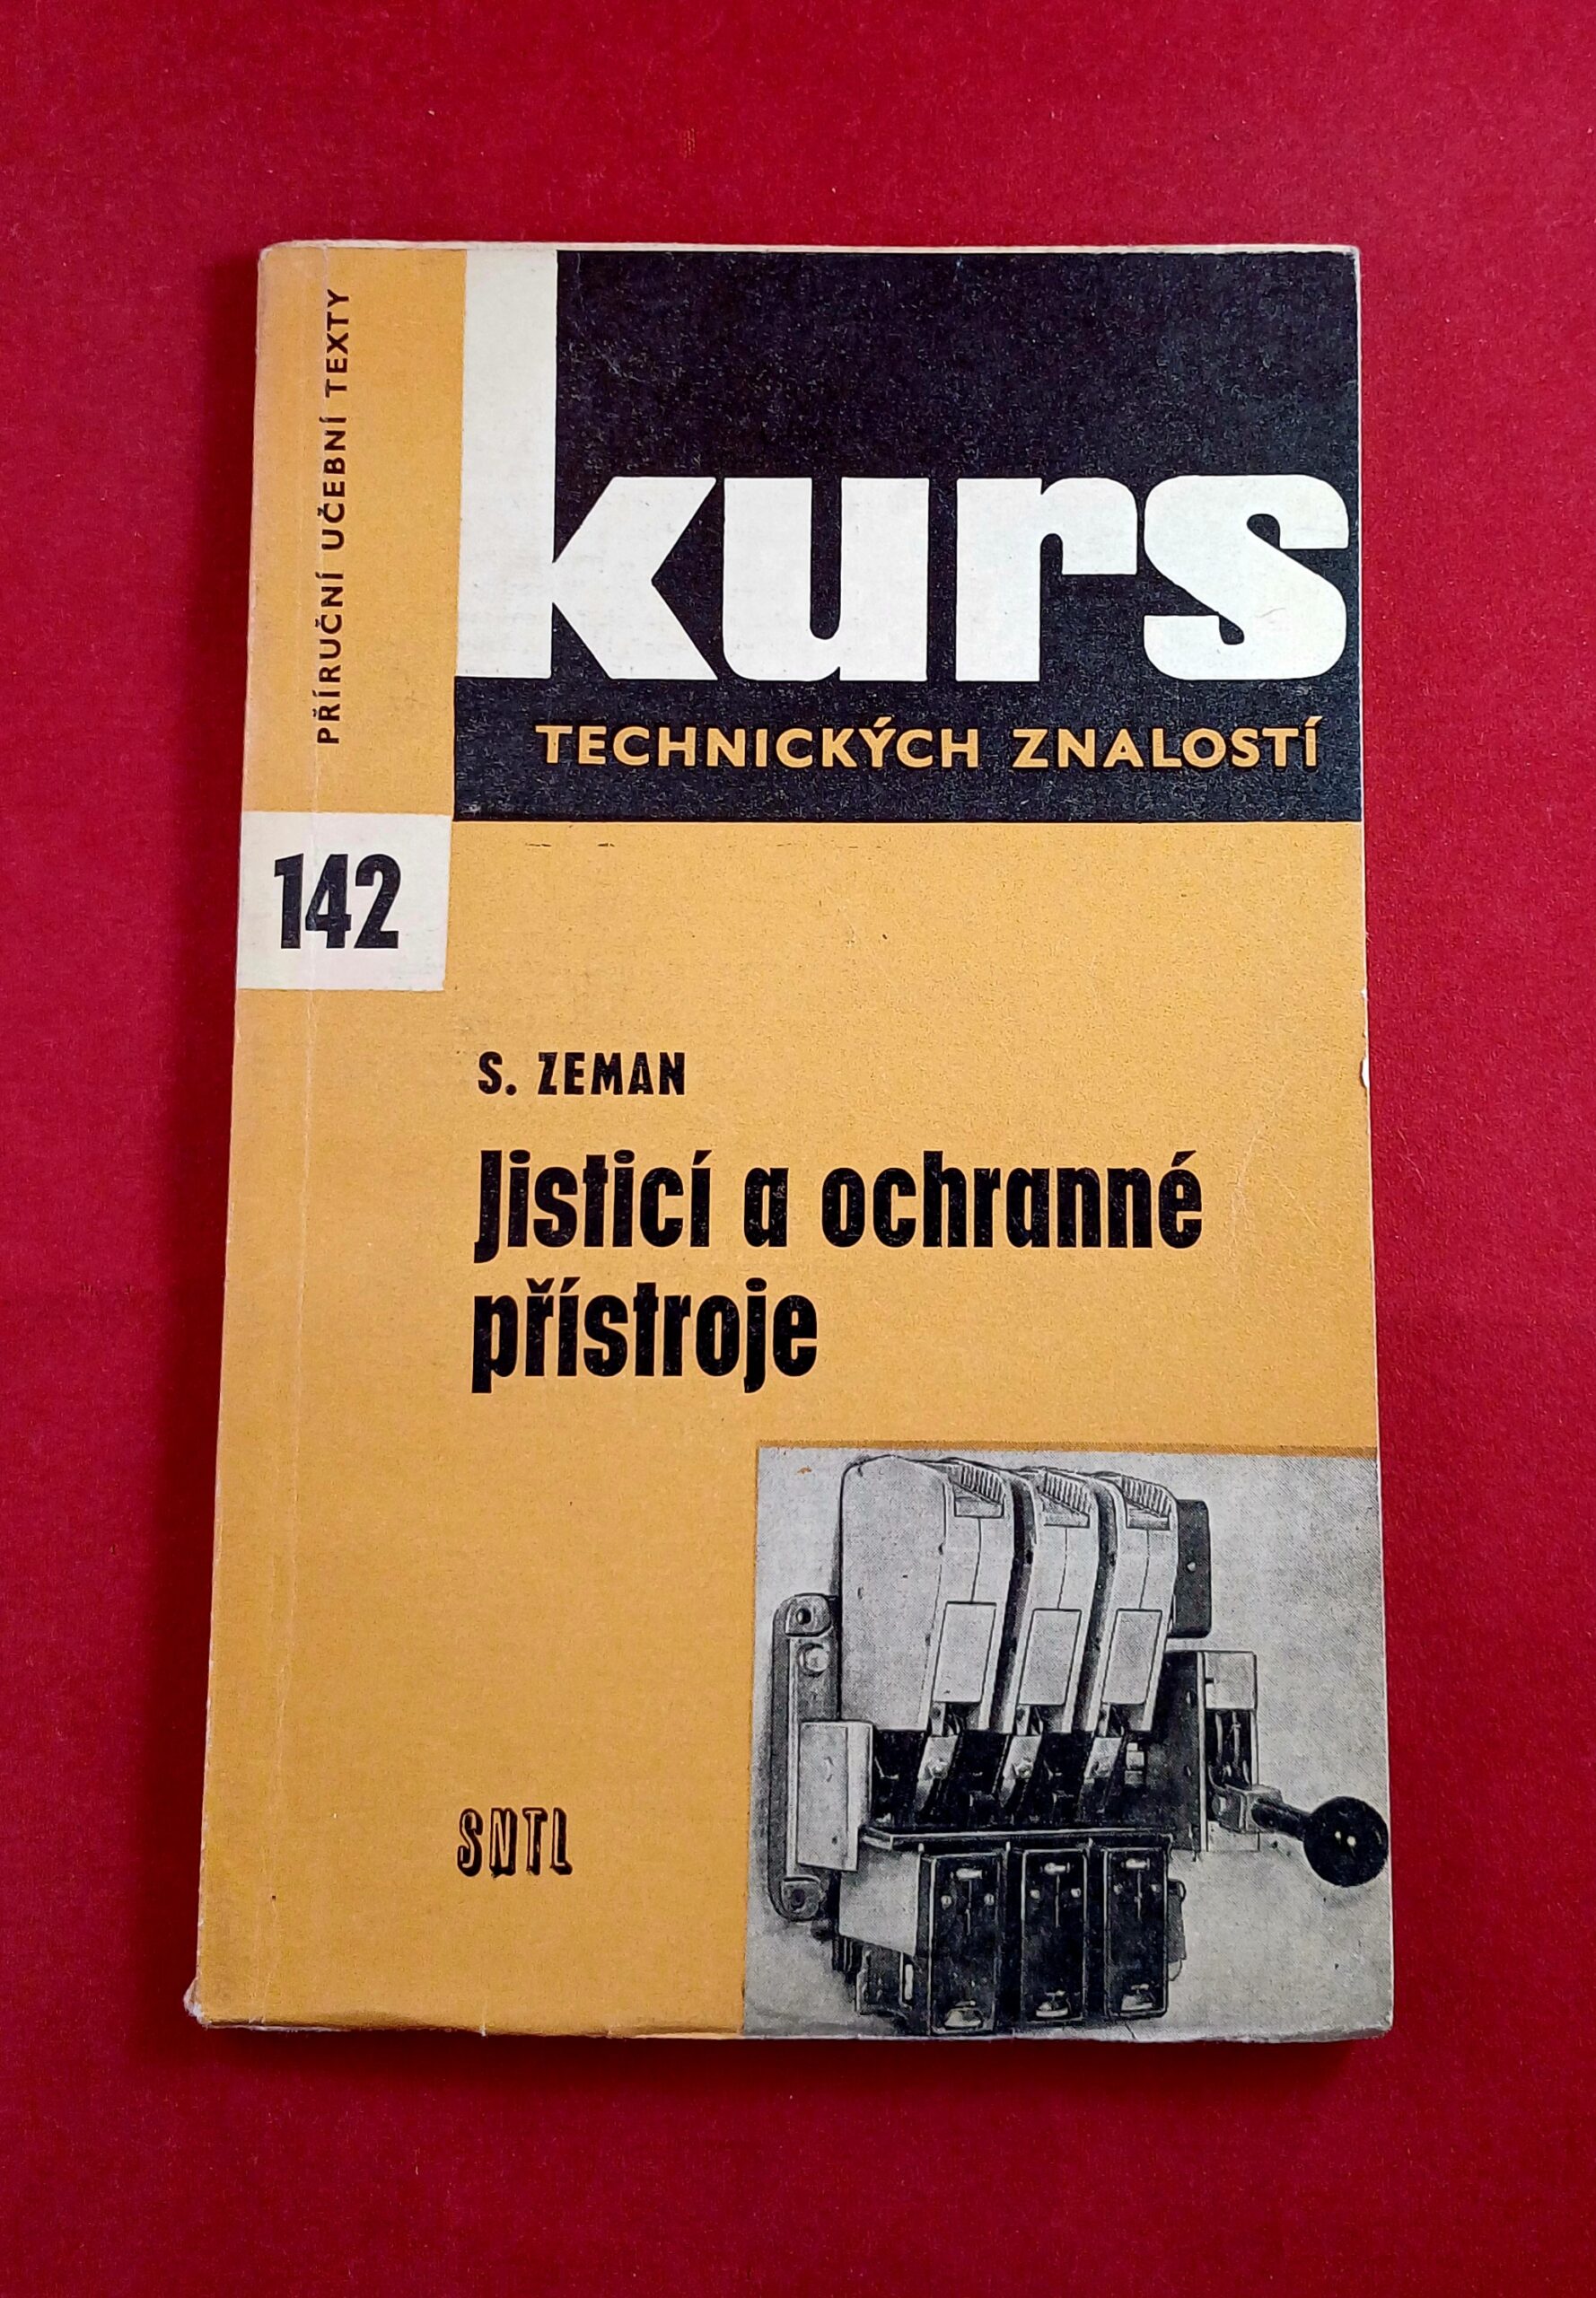 PŘÍRUČNÍ UČEBNÍ TEXTY
kurs
TECHNICKÝCH ZNALOSTÍ
142
S. ZEMAN
Jisticí a ochranné
přístroje
SNTL